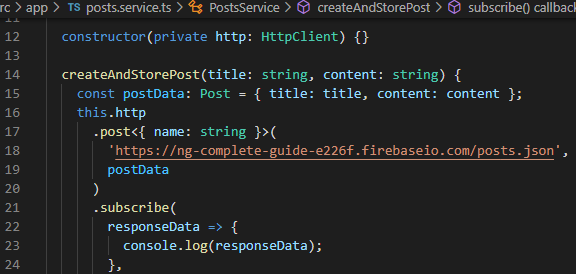 rc > app > TS posts.service.ts > PostsService > createAndStorePost > subscribe() callback
11
12 constructor(private http: HttpClient) {}
13
14 createAndStorePost(title: string, content: string) {
15 const postData: Post = { title: title, content: content };
16 this.http
17 .post<{ name: string }>(
18 'https://ng-complete-guide-e226f.firebaseio.com/posts.json',
19 postData
20 )
21 .subscribe(
22 responseData => {
23 console.log(responseData);
24 },